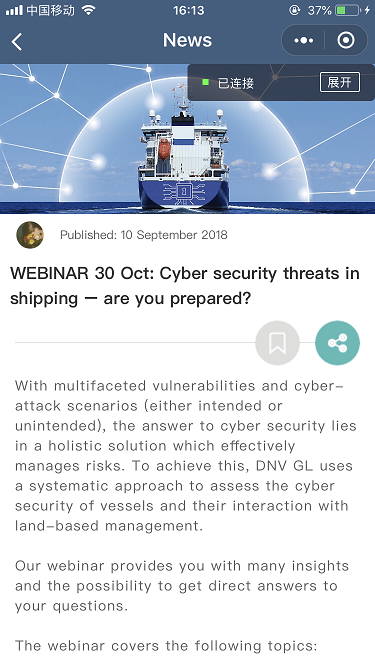 中国移动 16:13 37%
News
已连接 展开
Published: 10 September 2018
WEBINAR 30 Oct: Cyber security threats in
shipping – are you prepared?
With multifaceted vulnerabilities and cyber-
attack scenarios (either intended or
unintended), the answer to cyber security lies
in a holistic solution which effectively
manages risks. To achieve this, DNV GL uses
a systematic approach to assess the cyber
security of vessels and their interaction with
land-based management.
Our webinar provides you with many insights
and the possibility to get direct answers to
your questions.
The webinar covers the following topics: